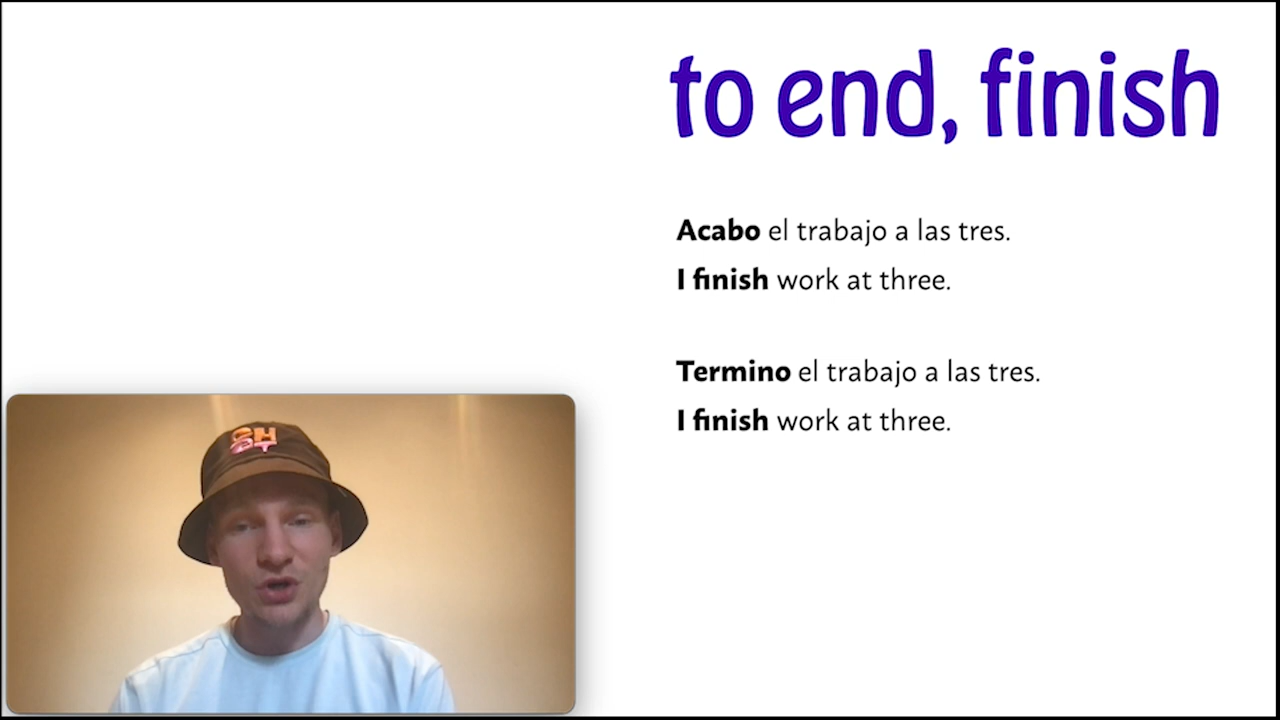 to end, finish
Acabo el trabajo a las tres.
I finish work at three.
Termino el trabajo a las tres.
I finish work at three.